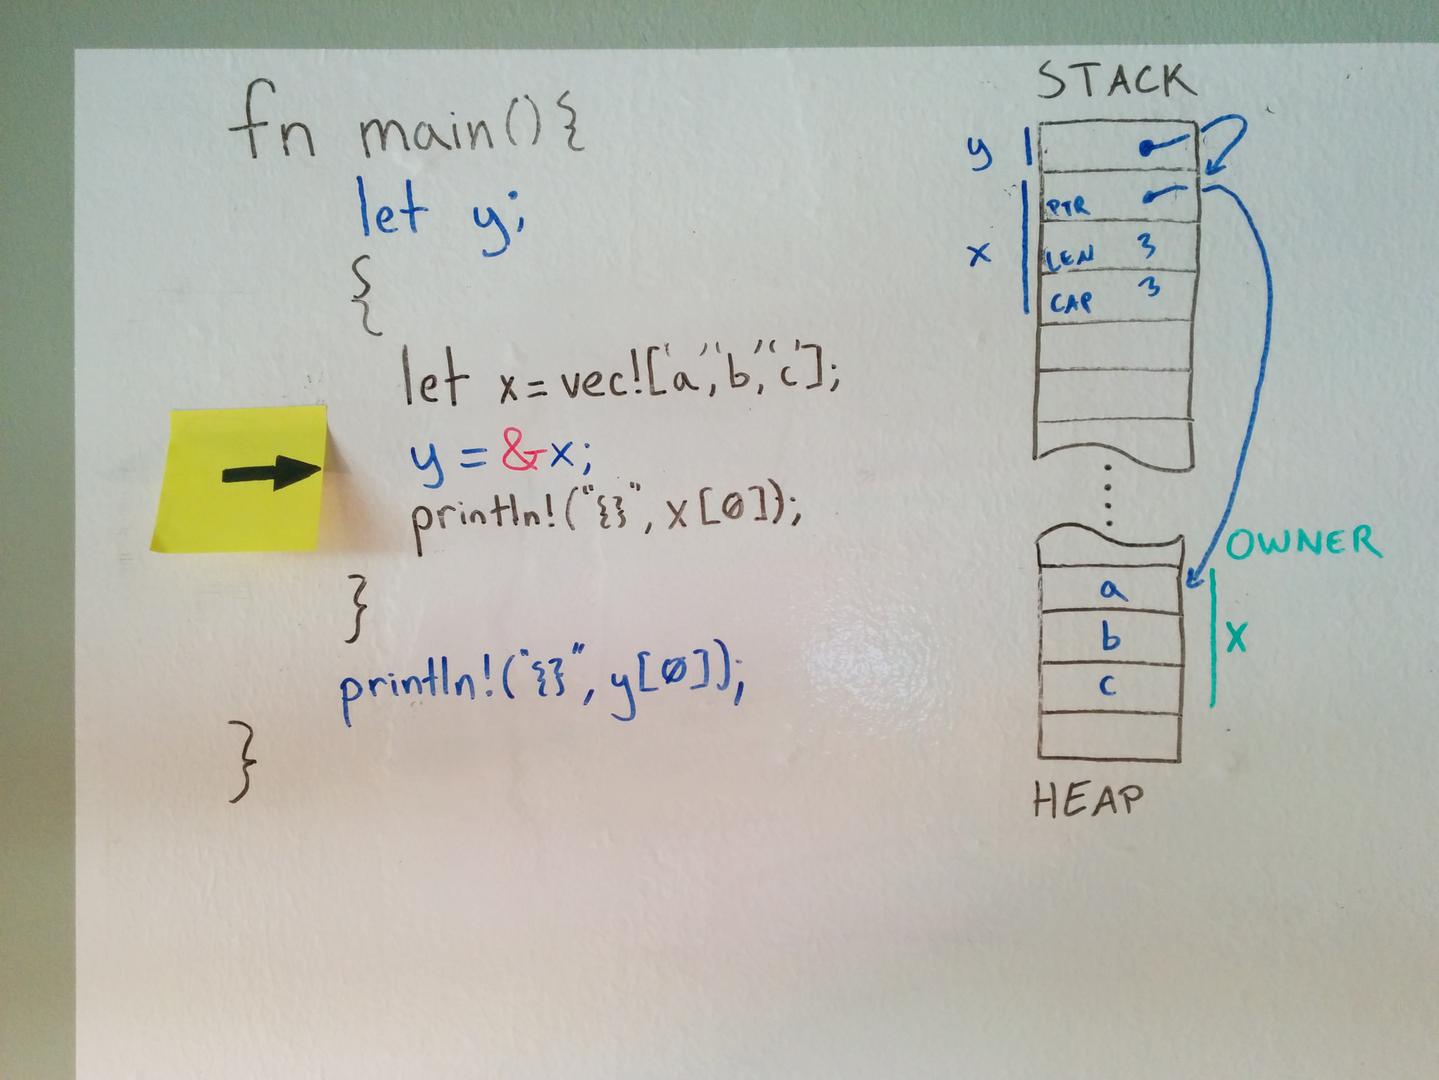 fn main(){
let y;
{
let x = vec!['a','b','c'];
y = &x;
println!("{}", x[0]);
}
println!("{}", y[0]);
}
STACK
y
x
PTR
LEN 3
CAP 3
OWNER
a
b
c
X
HEAP